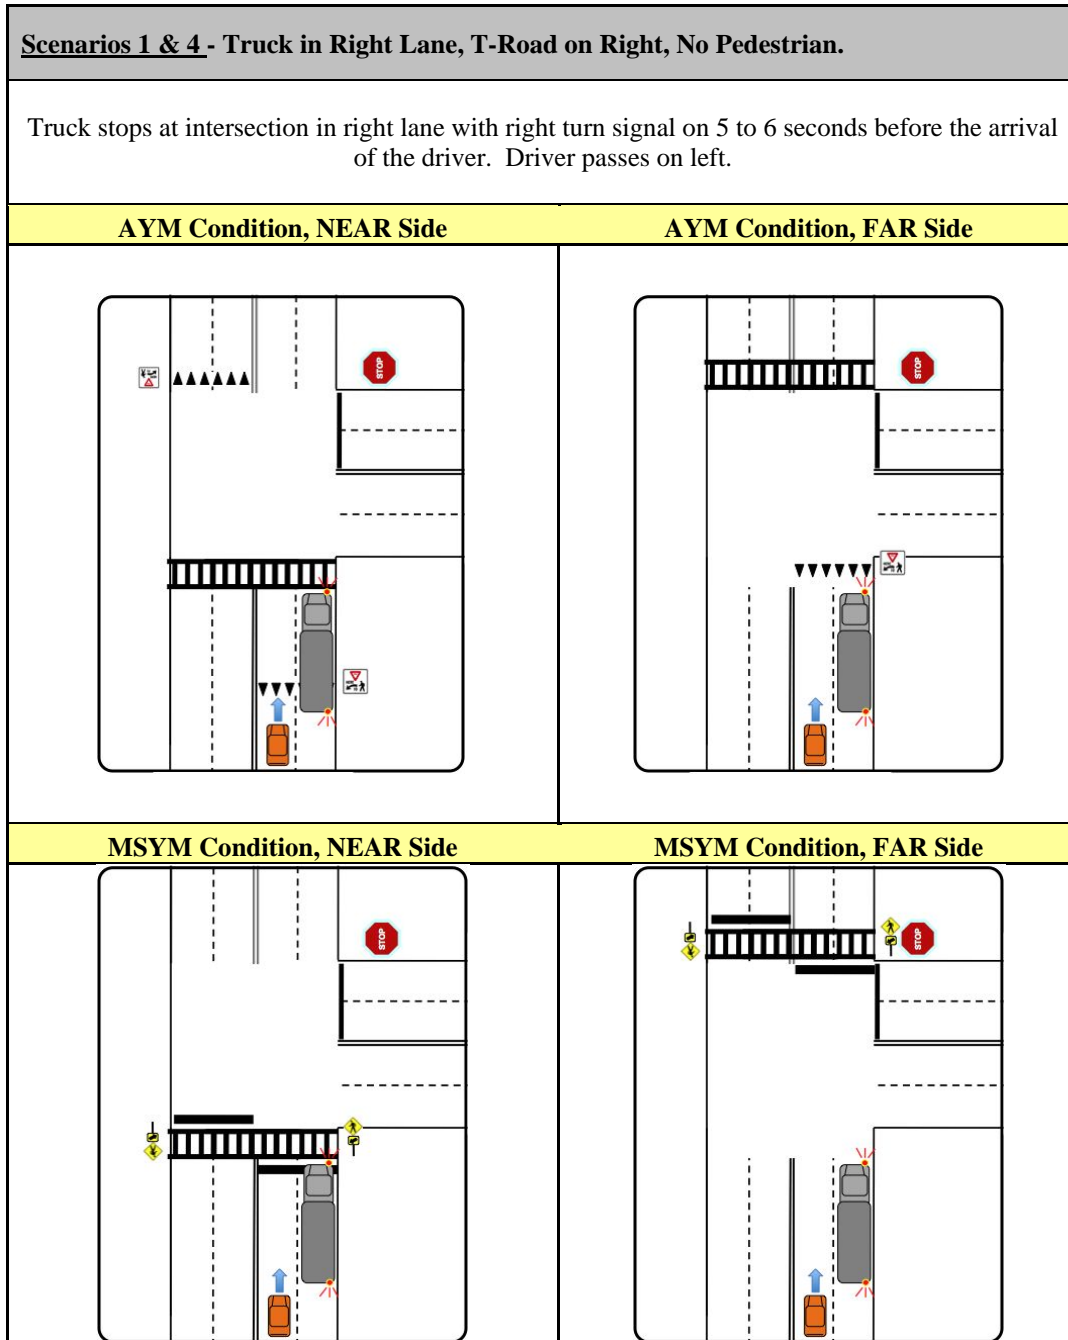 Scenarios 1 & 4 - Truck in Right Lane, T-Road on Right, No Pedestrian.
Truck stops at intersection in right lane with right turn signal on 5 to 6 seconds before the arrival
of the driver. Driver passes on left.
AYM Condition, NEAR Side
AYM Condition, FAR Side
STOP
STOP
MSYM Condition, NEAR Side
MSYM Condition, FAR Side
STOP
STOP